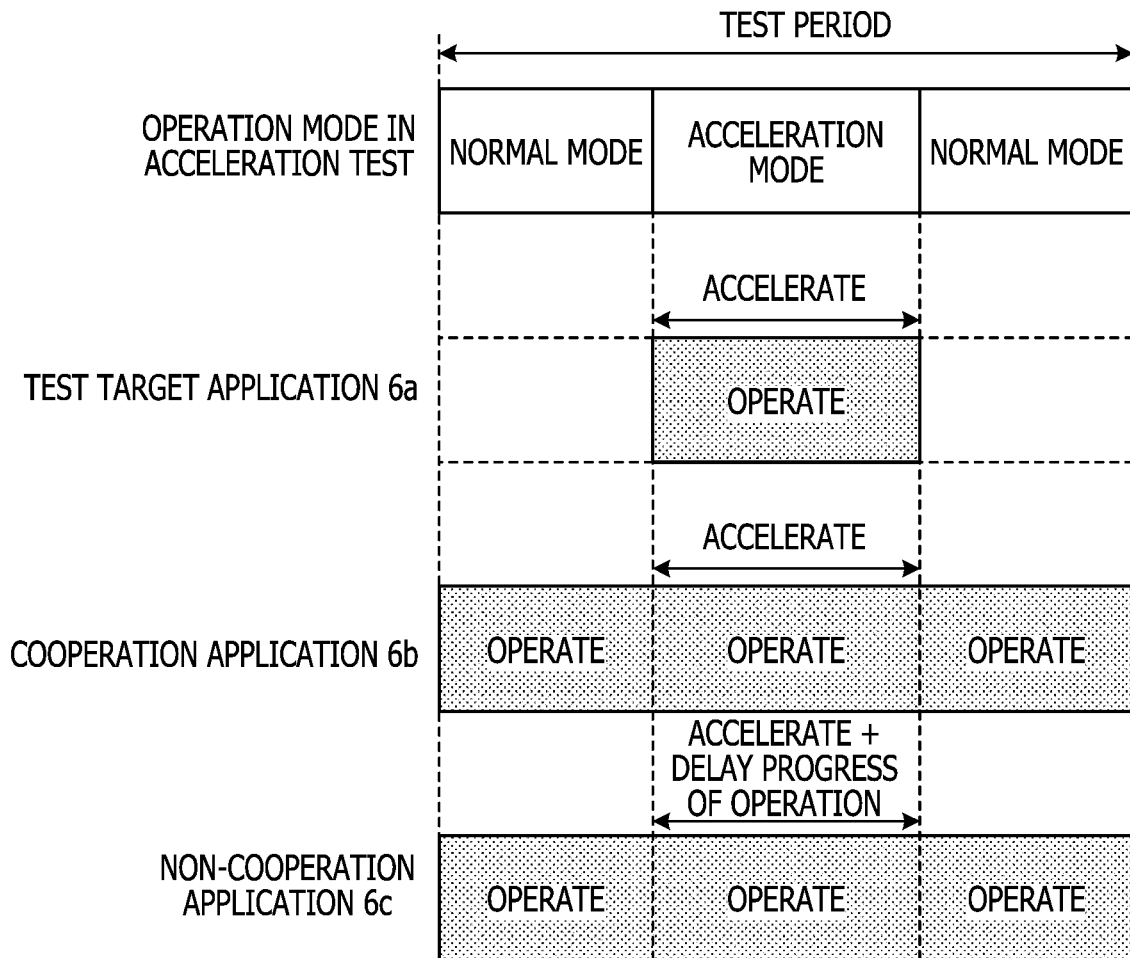 TEST PERIOD
OPERATION MODE IN
ACCELERATION TEST
NORMAL MODE
ACCELERATION
MODE
NORMAL MODE
ACCELERATE
TEST TARGET APPLICATION 6a
OPERATE
ACCELERATE
COOPERATION APPLICATION 6b
OPERATE
OPERATE
OPERATE
ACCELERATE +
DELAY PROGRESS
OF OPERATION
NON-COOPERATION
APPLICATION 6c
OPERATE
OPERATE
OPERATE